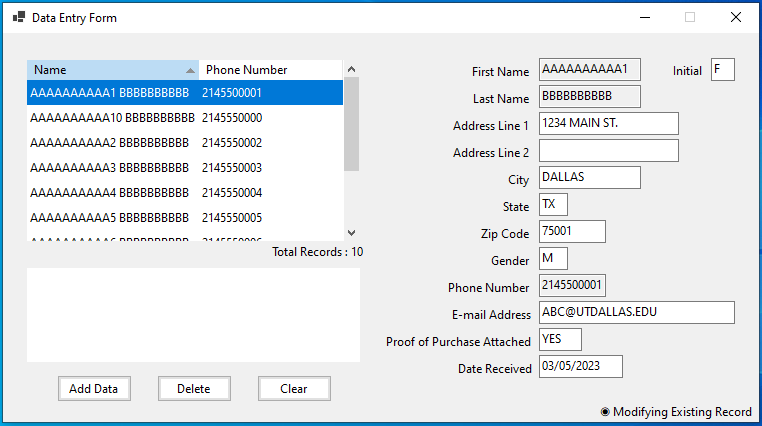 Data Entry Form
Name Phone Number
AAAAAAAAAA1 BBBBBBBBBB 2145500001
AAAAAAAAAA10 BBBBBBBBBB 2145550000
AAAAAAAAAA2 BBBBBBBBBB 2145550002
AAAAAAAAAA3 BBBBBBBBBB 2145550003
AAAAAAAAAA4 BBBBBBBBBB 2145550004
AAAAAAAAAA5 BBBBBBBBBB 2145550005
AAAAAAAAAA6 BBBBBBBBBB 2145550006
Total Records : 10
Add Data Delete Clear
First Name AAAAAAAAAA1 Initial F
Last Name BBBBBBBBBB
Address Line 1 1234 MAIN ST.
Address Line 2
City DALLAS
State TX
Zip Code 75001
Gender M
Phone Number 2145500001
E-mail Address ABC@UTDALLAS.EDU
Proof of Purchase Attached YES
Date Received 03/05/2023
Modifying Existing Record